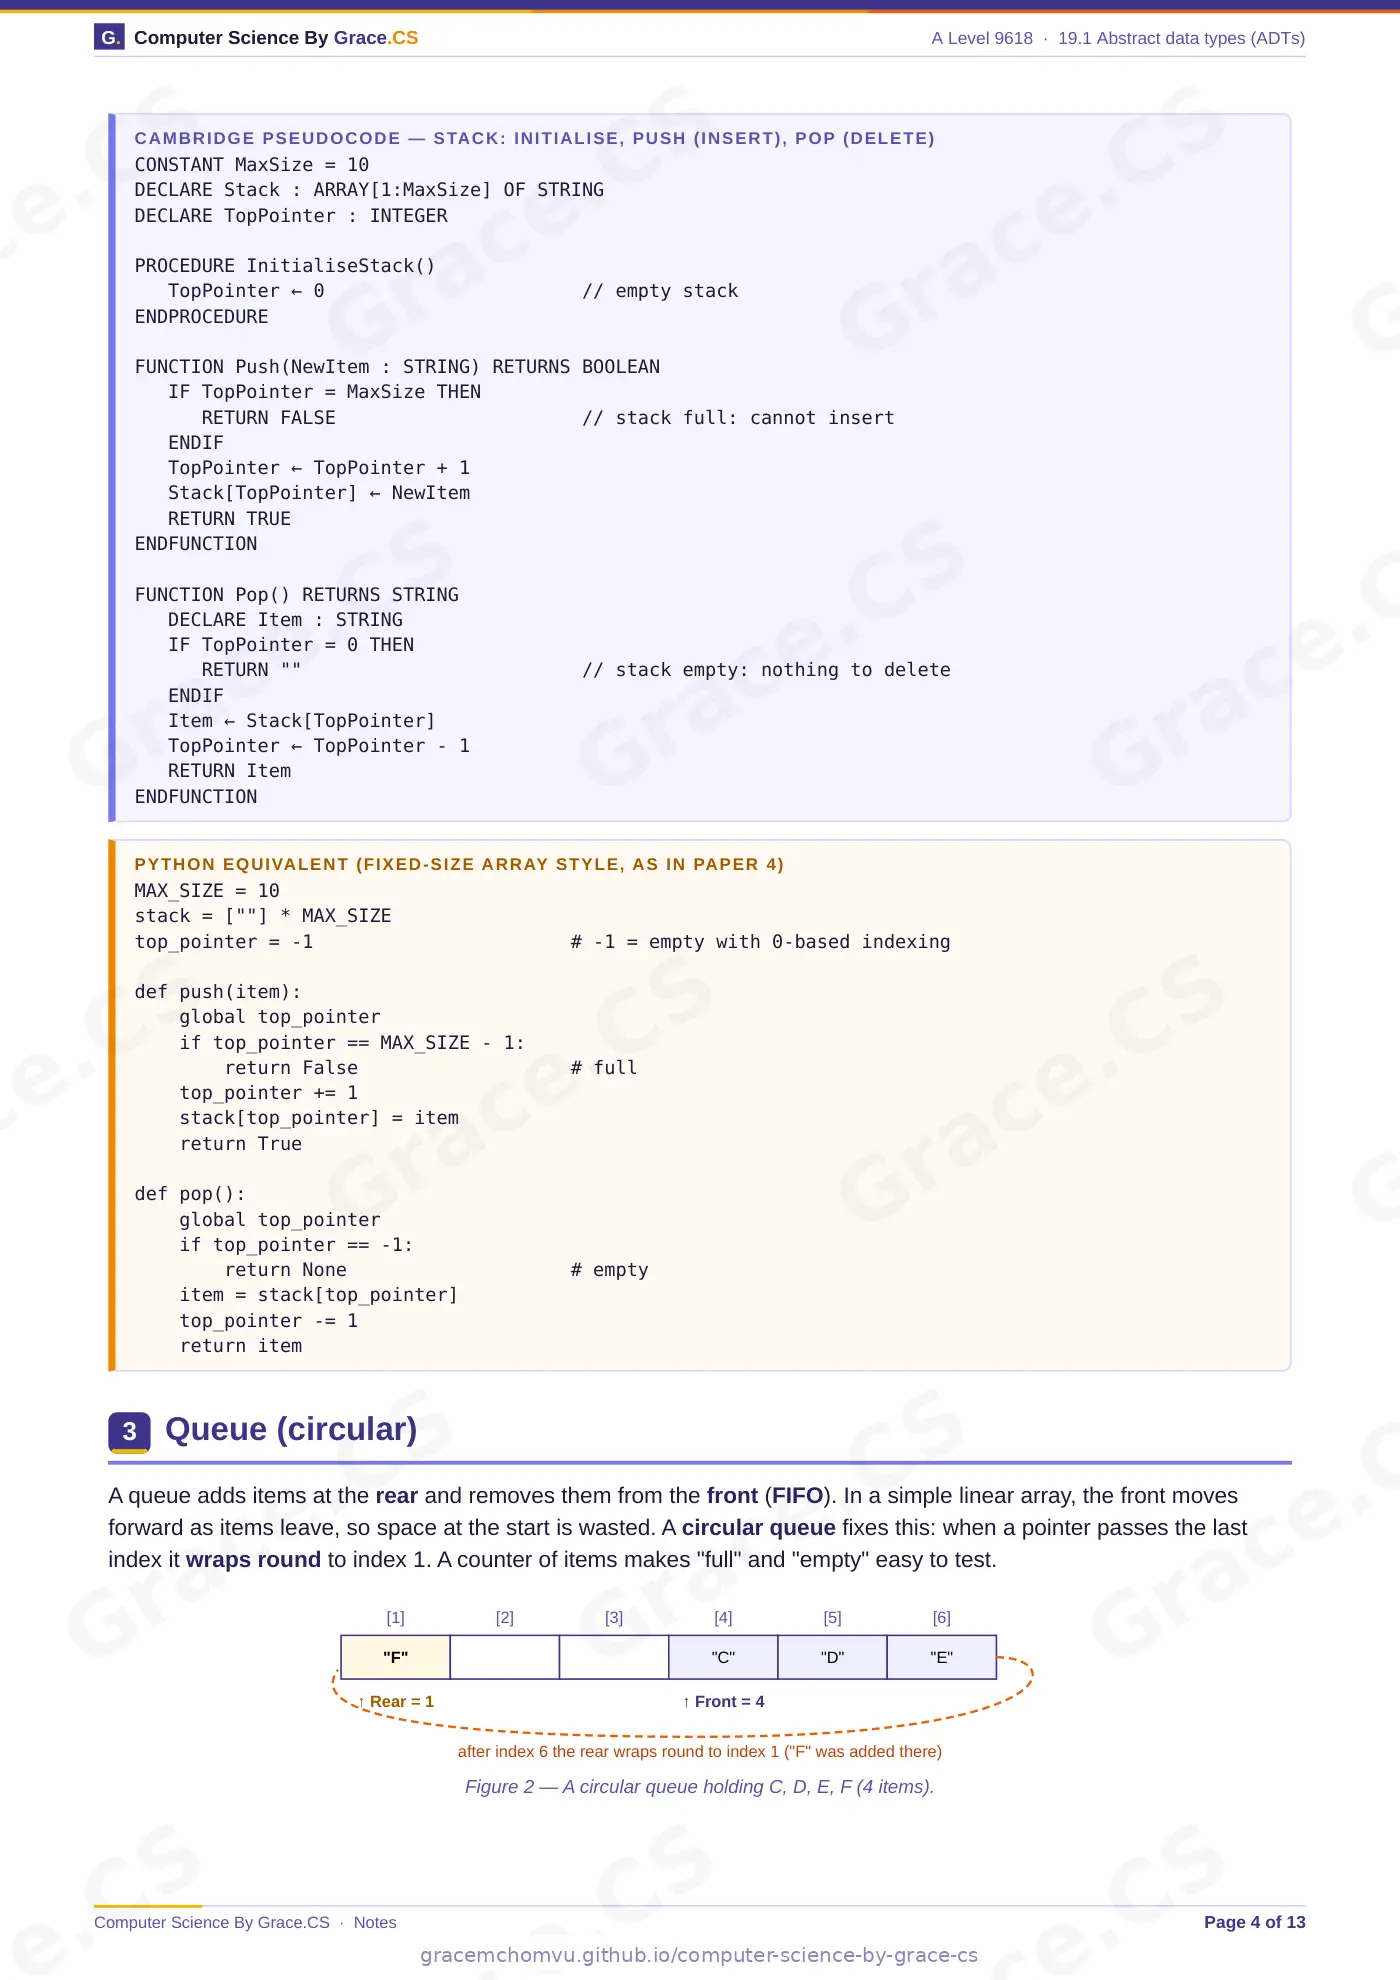 G. Computer Science By Grace.CS
A Level 9618 · 19.1 Abstract data types (ADTs)
CAMBRIDGE PSEUDOCODE — STACK: INITIALISE, PUSH (INSERT), POP (DELETE)
CONSTANT MaxSize = 10
DECLARE Stack : ARRAY[1:MaxSize] OF STRING
DECLARE TopPointer : INTEGER
PROCEDURE InitialiseStack()
   TopPointer ← 0                       // empty stack
ENDPROCEDURE
FUNCTION Push(NewItem : STRING) RETURNS BOOLEAN
   IF TopPointer = MaxSize THEN
      RETURN FALSE                      // stack full: cannot insert
   ENDIF
   TopPointer ← TopPointer + 1
   Stack[TopPointer] ← NewItem
   RETURN TRUE
ENDFUNCTION
FUNCTION Pop() RETURNS STRING
   DECLARE Item : STRING
   IF TopPointer = 0 THEN
      RETURN ""                         // stack empty: nothing to delete
   ENDIF
   Item ← Stack[TopPointer]
   TopPointer ← TopPointer - 1
   RETURN Item
ENDFUNCTION
PYTHON EQUIVALENT (FIXED-SIZE ARRAY STYLE, AS IN PAPER 4)
MAX_SIZE = 10
stack = [""] * MAX_SIZE
top_pointer = -1                       # -1 = empty with 0-based indexing
def push(item):
    global top_pointer
    if top_pointer == MAX_SIZE - 1:
        return False                   # full
    top_pointer += 1
    stack[top_pointer] = item
    return True
def pop():
    global top_pointer
    if top_pointer == -1:
        return None                    # empty
    item = stack[top_pointer]
    top_pointer -= 1
    return item
3 Queue (circular)
A queue adds items at the rear and removes them from the front (FIFO). In a simple linear array, the front moves
forward as items leave, so space at the start is wasted. A circular queue fixes this: when a pointer passes the last
index it wraps round to index 1. A counter of items makes "full" and "empty" easy to test.
[1] [2] [3] [4] [5] [6]
"F" "C" "D" "E"
↑ Rear = 1 ↑ Front = 4
after index 6 the rear wraps round to index 1 ("F" was added there)
Figure 2 — A circular queue holding C, D, E, F (4 items).
Computer Science By Grace.CS · Notes
Page 4 of 13
gracemchomvu.github.io/computer-science-by-grace-cs